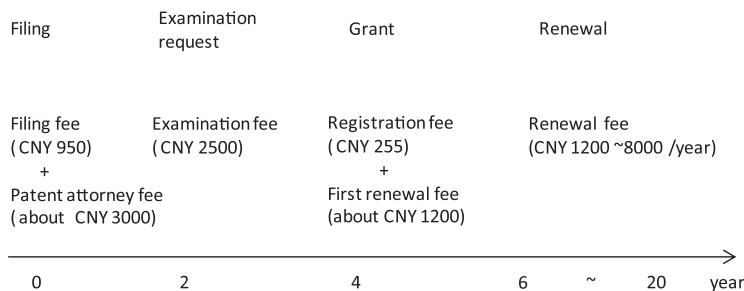 Filing
Examination
request
Grant
Renewal
Filing fee
(CNY 950)
+
Patent attorney fee
(about CNY 3000)
Examination fee
(CNY 2500)
Registration fee
(CNY 255)
+
First renewal fee
(about CNY 1200)
Renewal fee
(CNY 1200 ~8000 /year)
0 2 4 6 ~ 20 year